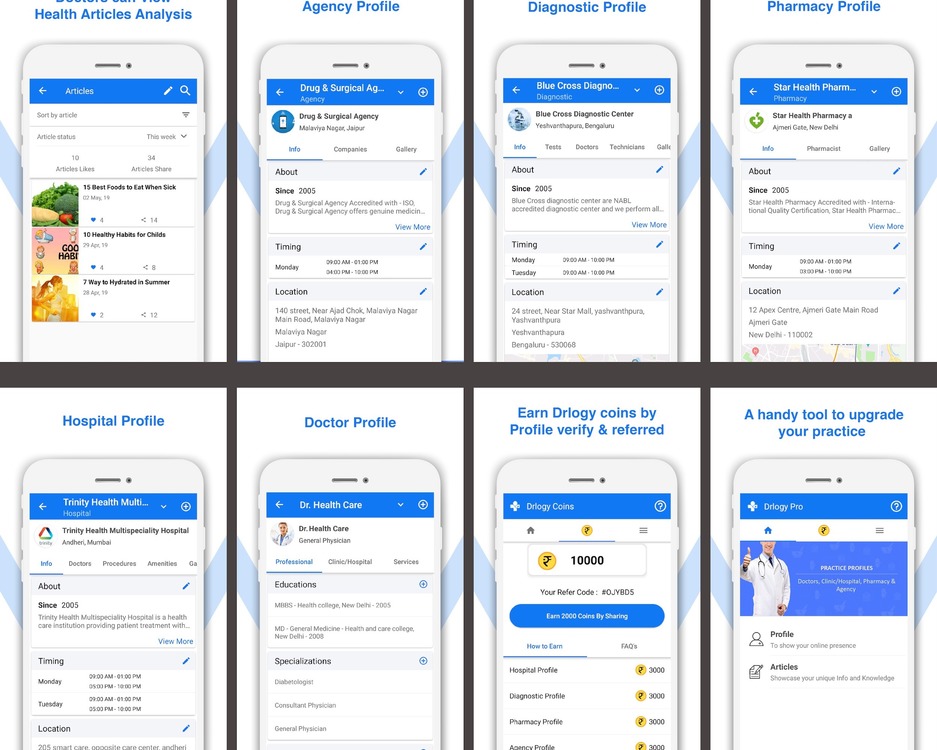 Doctors can View
Health Articles Analysis
Articles
Sort by article
Article status
This week
10
34
Articles Likes
Articles Share
15 Best Foods to Eat When Sick
02 May, 19
4
14
10 Healthy Habits for Childs
29 Apr, 19
4
8
7 Way to Hydrated in Summer
28 Apr, 19
2
12
Agency Profile
Drug & Surgical Ag...
Agency
Drug & Surgical Agency
Malaviya Nagar, Jaipur
Info
Companies
Gallery
About
Since 2005
Drug & Surgical Agency Accredited with - ISO,
Drug & Surgical Agency offers genuine medicin...
View More
Timing
Monday
09:00 AM - 01:00 PM
04:00 PM - 10:00 PM
Location
140 street, Near Ajad Chok, Malaviya Nagar
Main Road, Malaviya Nagar
Malaviya Nagar
Jaipur - 302001
Diagnostic Profile
Blue Cross Diagno...
Diagnostic
Blue Cross Diagnostic Center
Yeshvanthapura, Bengaluru
Info
Tests
Doctors
Technicians
Galle
About
Since 2005
Blue Cross diagnostic center are NABL
accredited diagnostic center and we perform all...
View More
Timing
Monday
09:00 AM - 10:00 PM
Tuesday
09:00 AM - 10:00 PM
Location
24 street, Near Star Mall, yashvanthpura,
Yashvanthpura
Yeshvanthapura
Bengaluru - 530068
Pharmacy Profile
Star Health Pharm...
Pharmacy
Star Health Pharmacy a
Ajmeri Gate, New Delhi
Info
Pharmacist
Gallery
About
Since 2005
Star Health Pharmacy Accredited with - Interna-
tional Quality Certification, Star Health Pharmac...
View More
Timing
Monday
09:00 AM - 01:00 PM
03:00 PM - 10:00 PM
Location
12 Apex Centre, Ajmeri Gate Main Road
Ajmeri Gate
New Delhi - 110002
Hospital Profile
Trinity Health Multi...
Hospital
Trinity Health Multispeciality Hospital
Andheri, Mumbai
trinity
Info
Doctors
Procedures
Amenities
Ga
About
Since 2005
Trinity Health Multispeciality Hospital is a health
care institution providing patient treatment with...
View More
Timing
Monday
09:00 AM - 01:00 PM
05:00 PM - 10:00 PM
Tuesday
09:00 AM - 01:00 PM
05:00 PM - 10:00 PM
Location
205 smart care, opposite care center, andheri
Doctor Profile
Dr. Health Care
Dr. Health Care
General Physician
Professional
Clinic/Hospital
Services
Educations
MBBS - Health college, New Delhi - 2005
MD - General Medicine - Health and care college,
New Delhi - 2008
Specializations
Diabetologist
Consultant Physician
General Physician
Earn Drlogy coins by
Profile verify & referred
Drlogy Coins
₹
₹ 10000
Your Refer Code : #OJYBD5
Earn 2000 Coins By Sharing
How to Earn
FAQ's
Hospital Profile
₹ 3000
Diagnostic Profile
₹ 3000
Pharmacy Profile
₹ 3000
Agency Profile
₹ 3000
A handy tool to upgrade
your practice
Drlogy Pro
₹
PRACTICE PROFILES
Doctors, Clinic/Hospital, Pharmacy &
Agency
Profile
To show your online presence
Articles
Showcase your unique Info and Knowledge